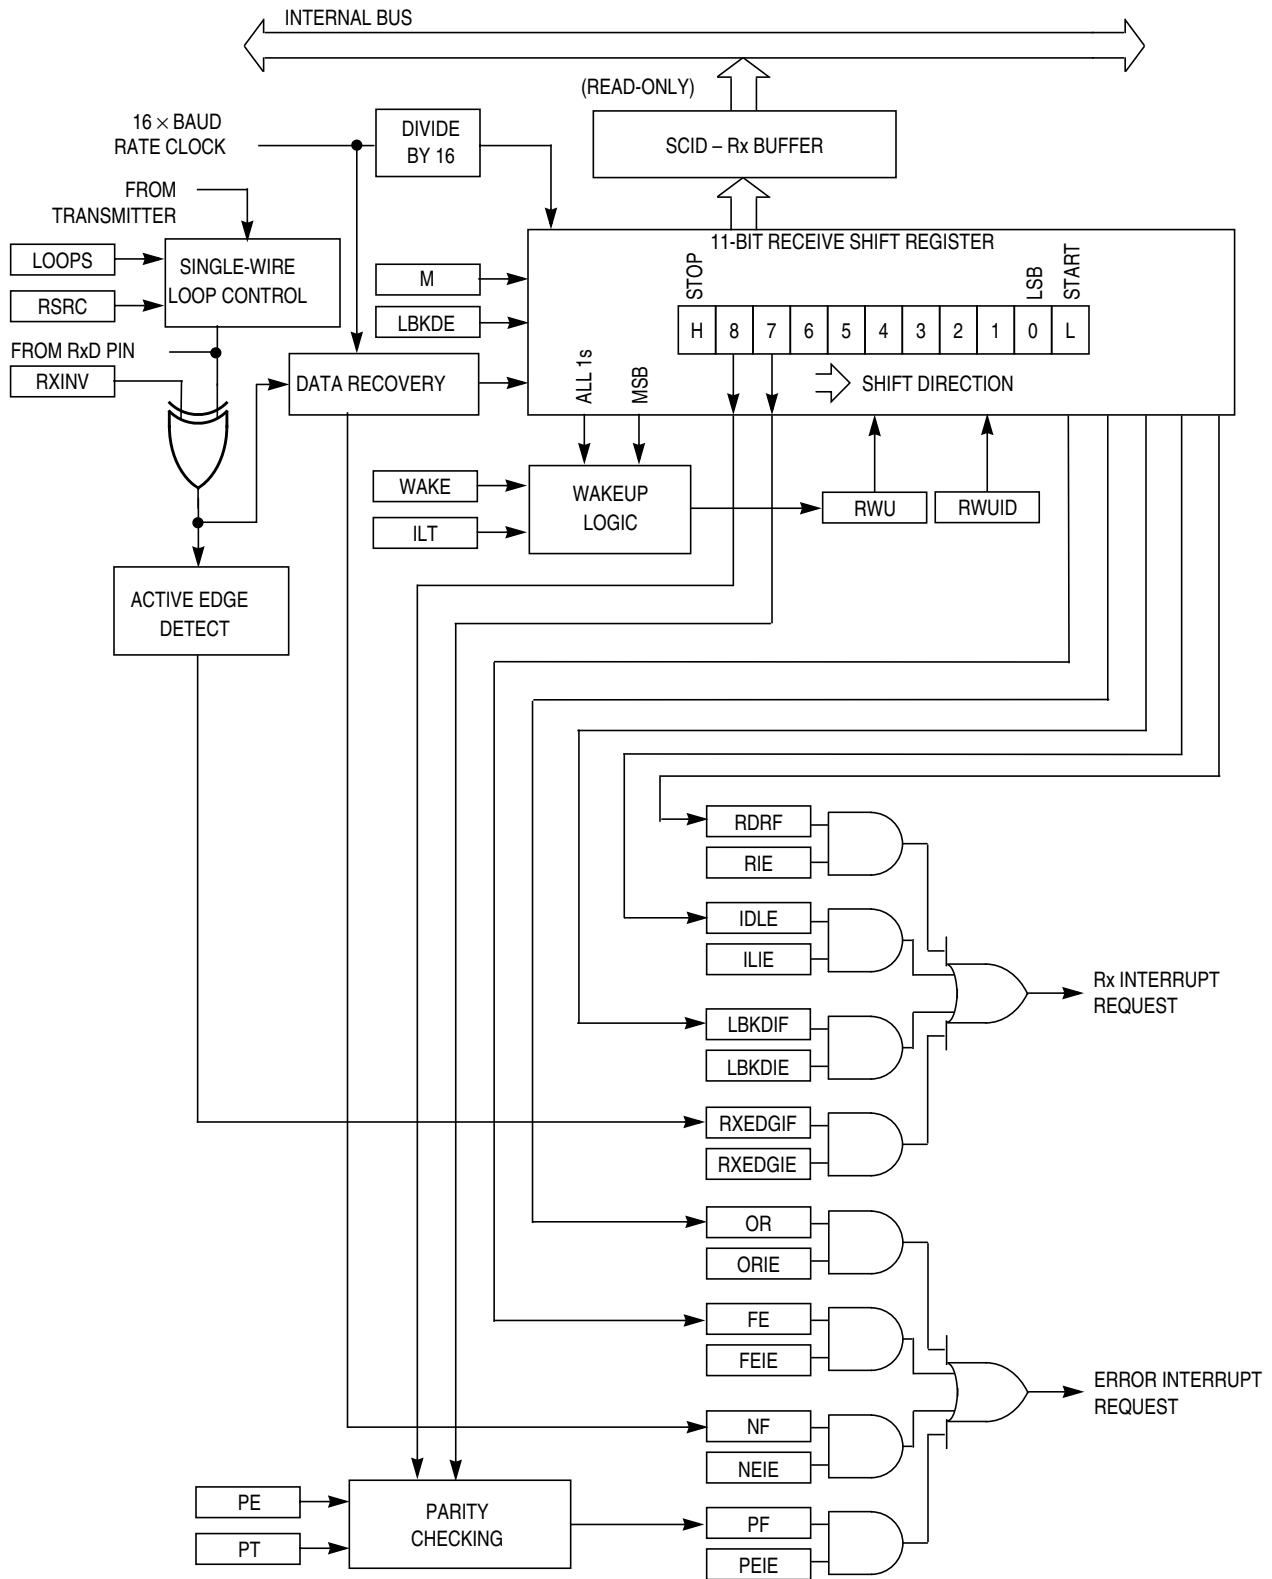 INTERNAL BUS
(READ-ONLY)
16 × BAUD
RATE CLOCK
DIVIDE
BY 16
SCID – Rx BUFFER
FROM
TRANSMITTER
11-BIT RECEIVE SHIFT REGISTER
LOOPS
RSRC
SINGLE-WIRE
LOOP CONTROL
M
LBKDE
STOP
LSB
START
H 8 7 6 5 4 3 2 1 0 L
FROM RxD PIN
RXINV
DATA RECOVERY
ALL 1s
MSB
SHIFT DIRECTION
WAKE
ILT
WAKEUP
LOGIC
RWU
RWUID
ACTIVE EDGE
DETECT
RDRF
RIE
IDLE
ILIE
Rx INTERRUPT
REQUEST
LBKDIF
LBKDIE
RXEDGIF
RXEDGIE
OR
ORIE
FE
FEIE
ERROR INTERRUPT
REQUEST
NF
NEIE
PE
PT
PARITY
CHECKING
PF
PEIE